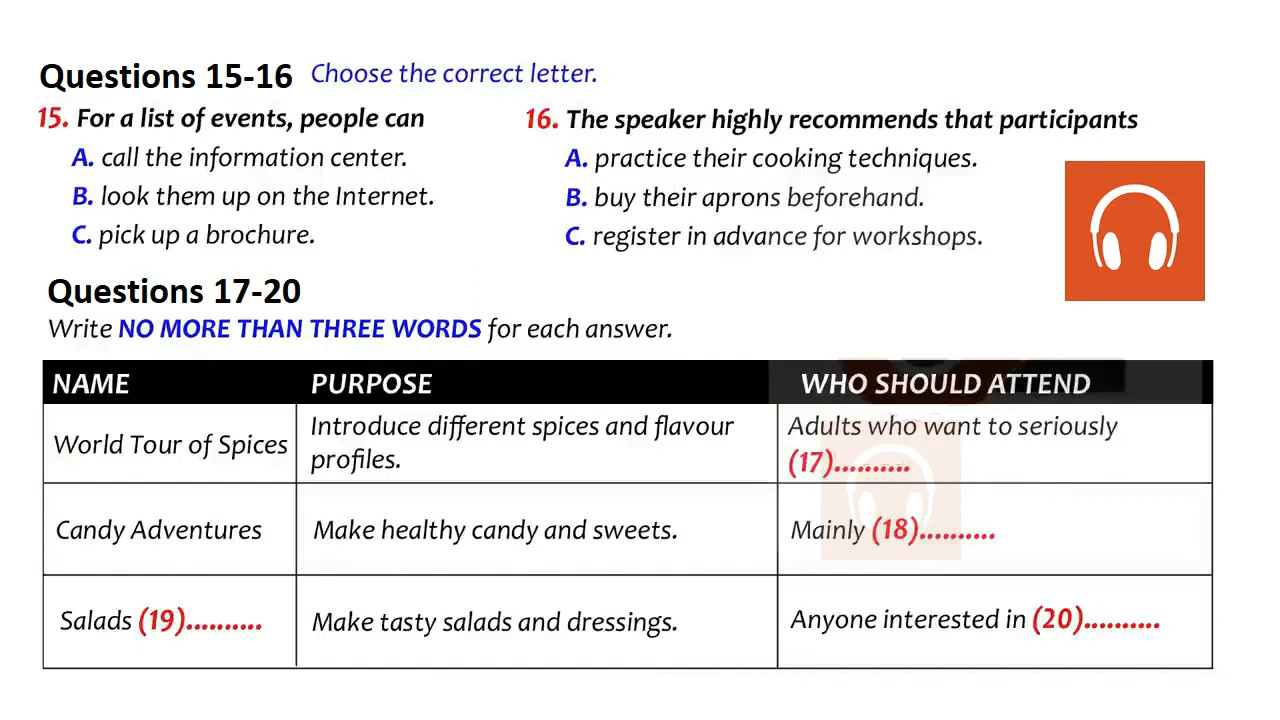 Questions 15-16 Choose the correct letter.
15. For a list of events, people can
A. call the information center.
B. look them up on the Internet.
C. pick up a brochure.
16. The speaker highly recommends that participants
A. practice their cooking techniques.
B. buy their aprons beforehand.
C. register in advance for workshops.
Questions 17-20
Write NO MORE THAN THREE WORDS for each answer.
NAME PURPOSE WHO SHOULD ATTEND
World Tour of Spices
Introduce different spices and flavour
profiles.
Adults who want to seriously
(17)..........
Candy Adventures
Make healthy candy and sweets.
Mainly (18)..........
Salads (19)..........
Make tasty salads and dressings.
Anyone interested in (20)..........